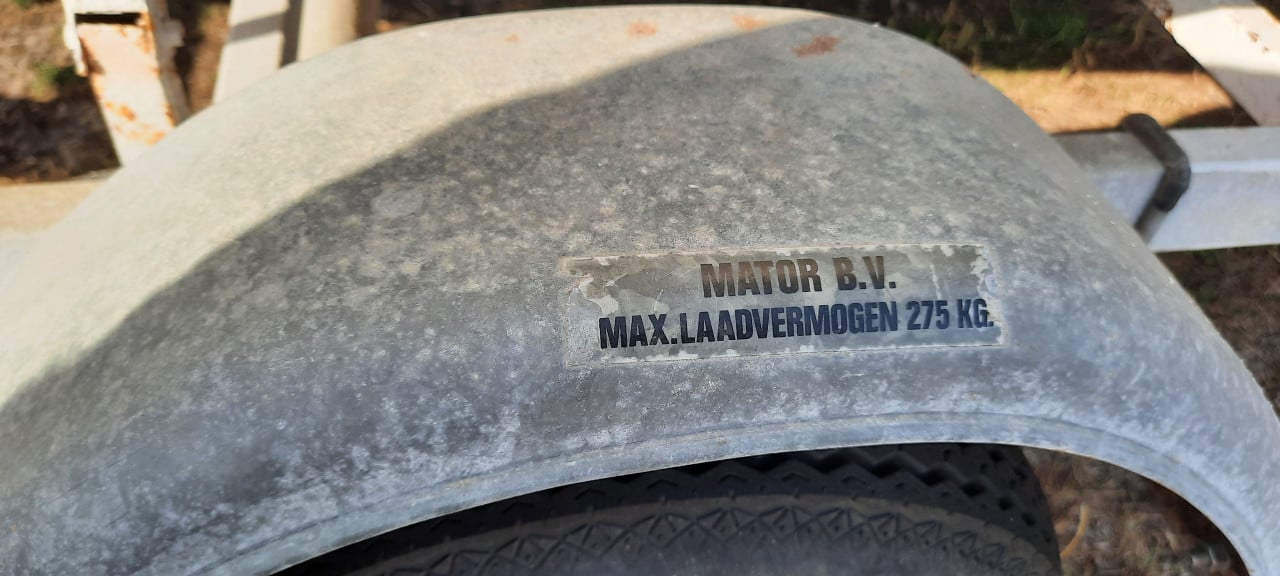 MATOR B.V.
MAX.LAADVERMOGEN 275 KG.